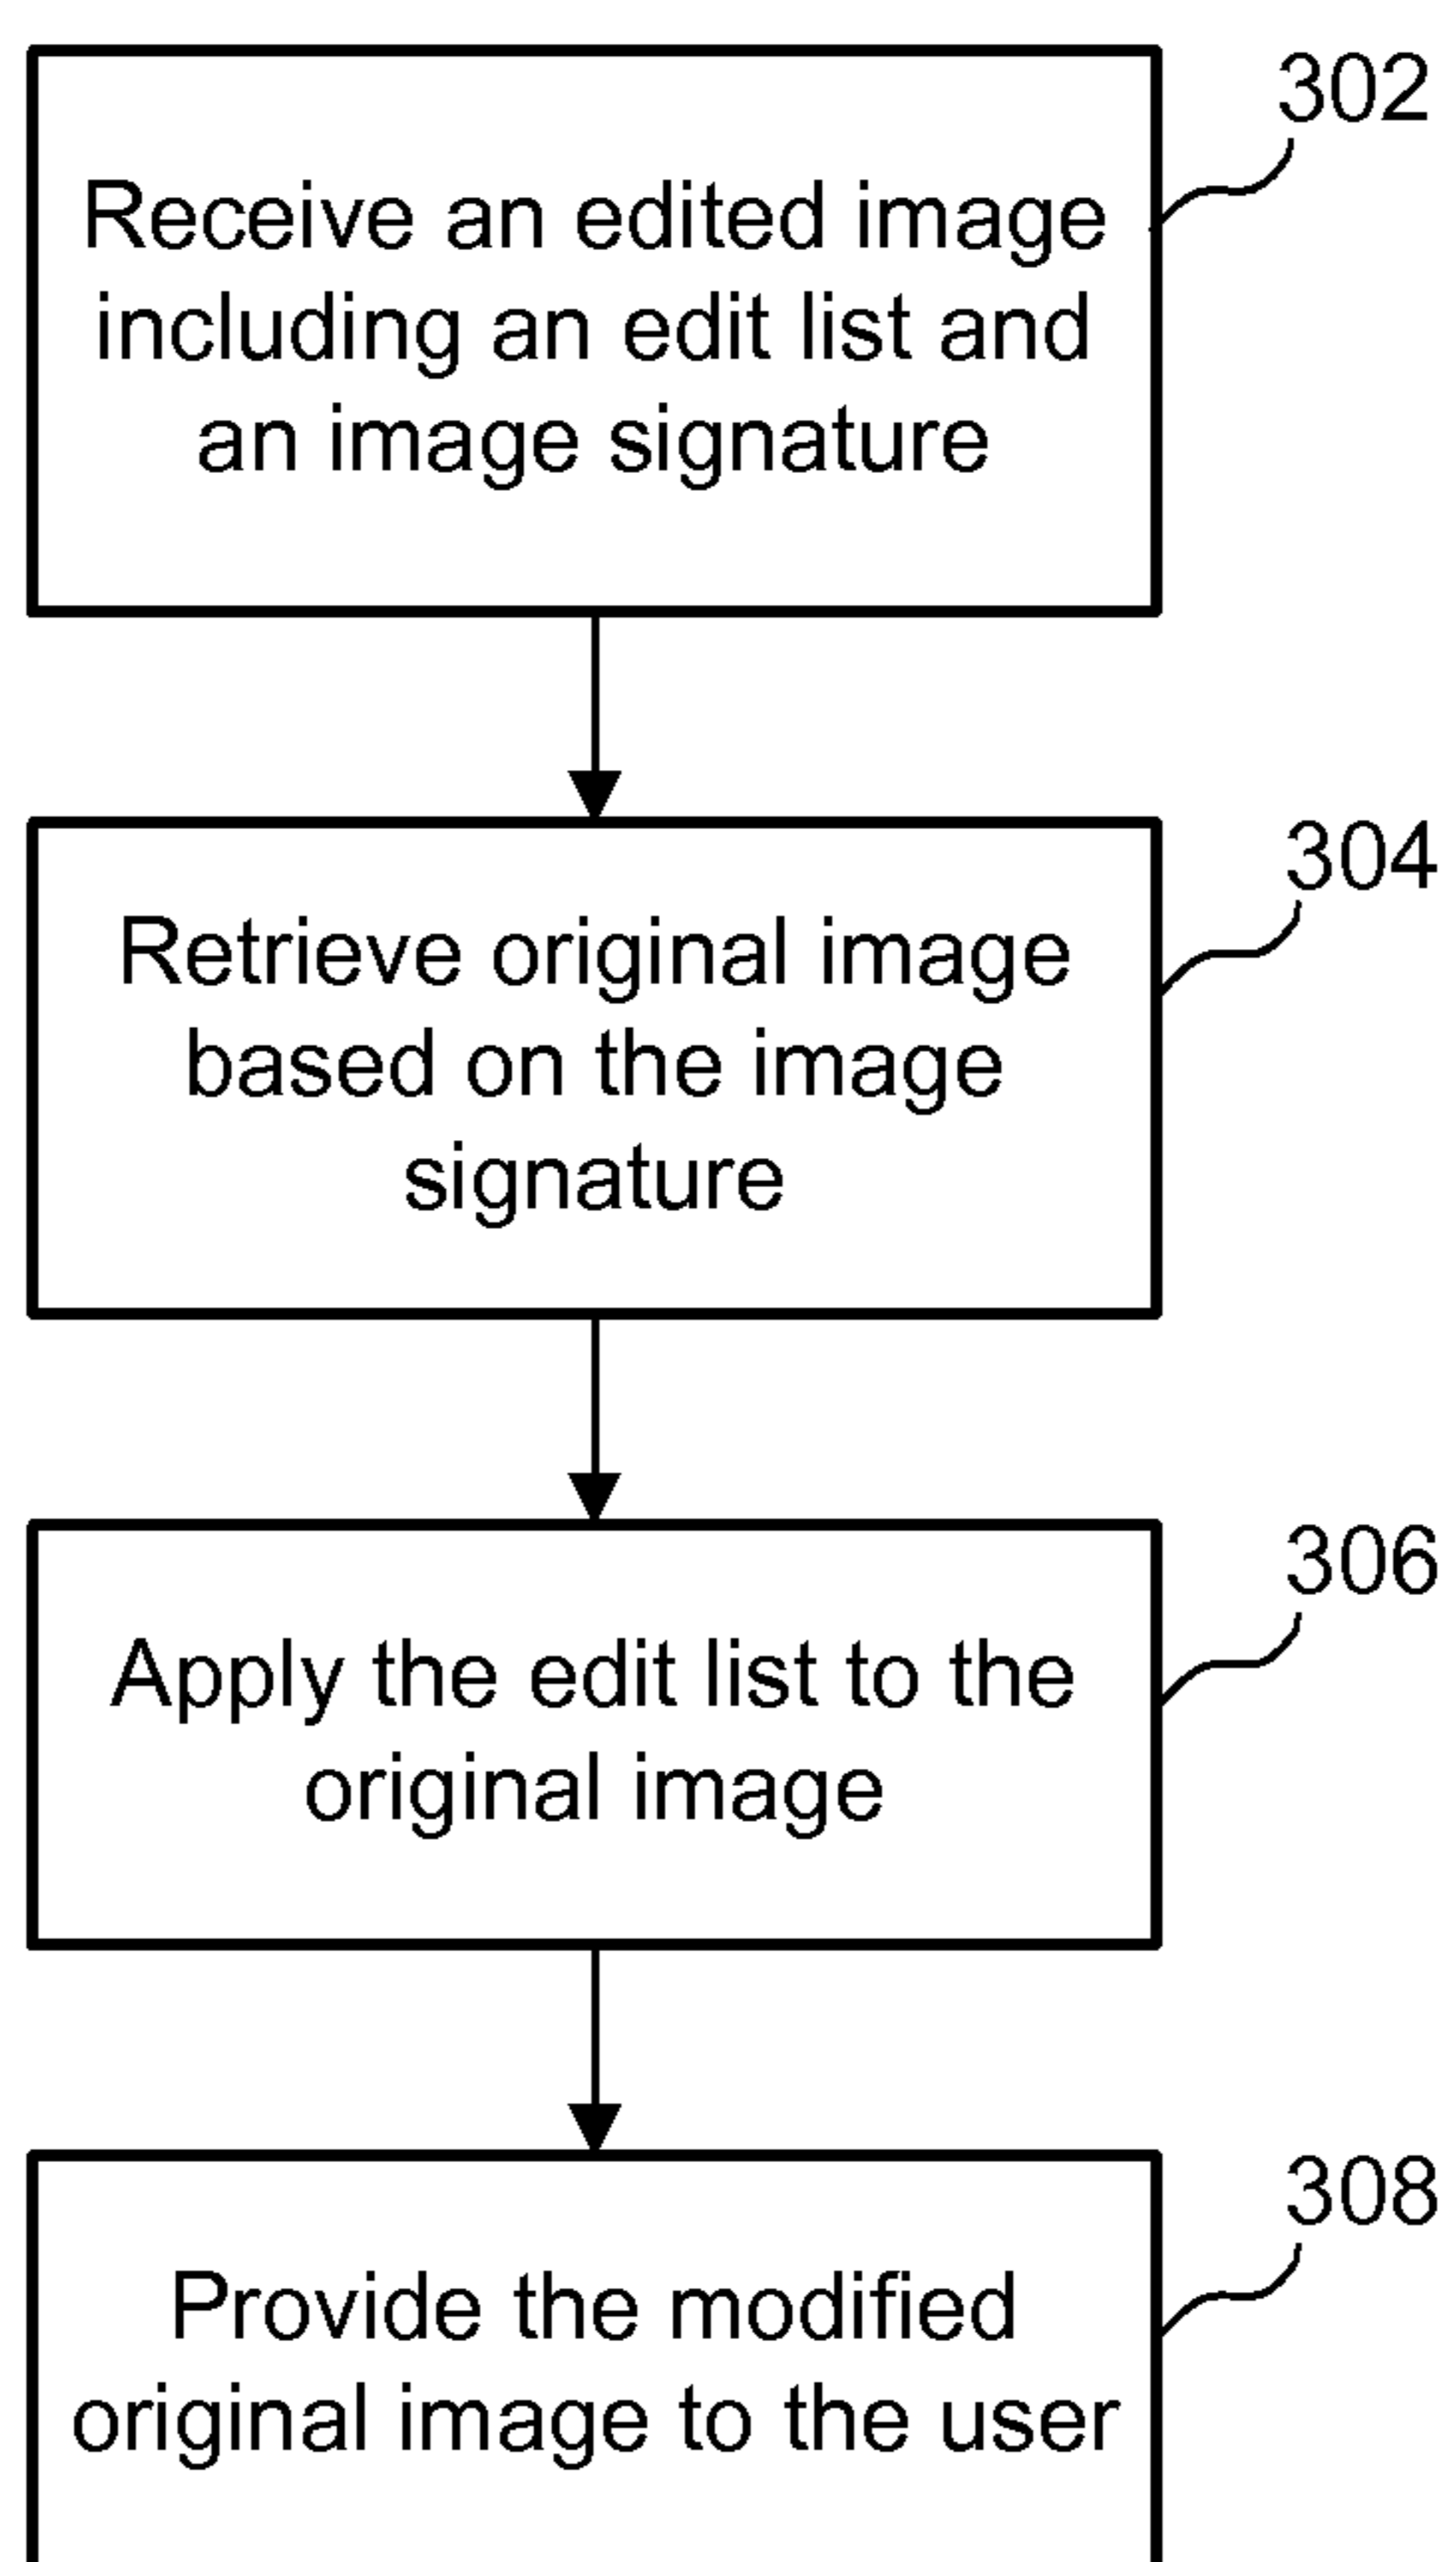 302
Receive an edited image
including an edit list and
an image signature
304
Retrieve original image
based on the image
signature
306
Apply the edit list to the
original image
308
Provide the modified
original image to the user